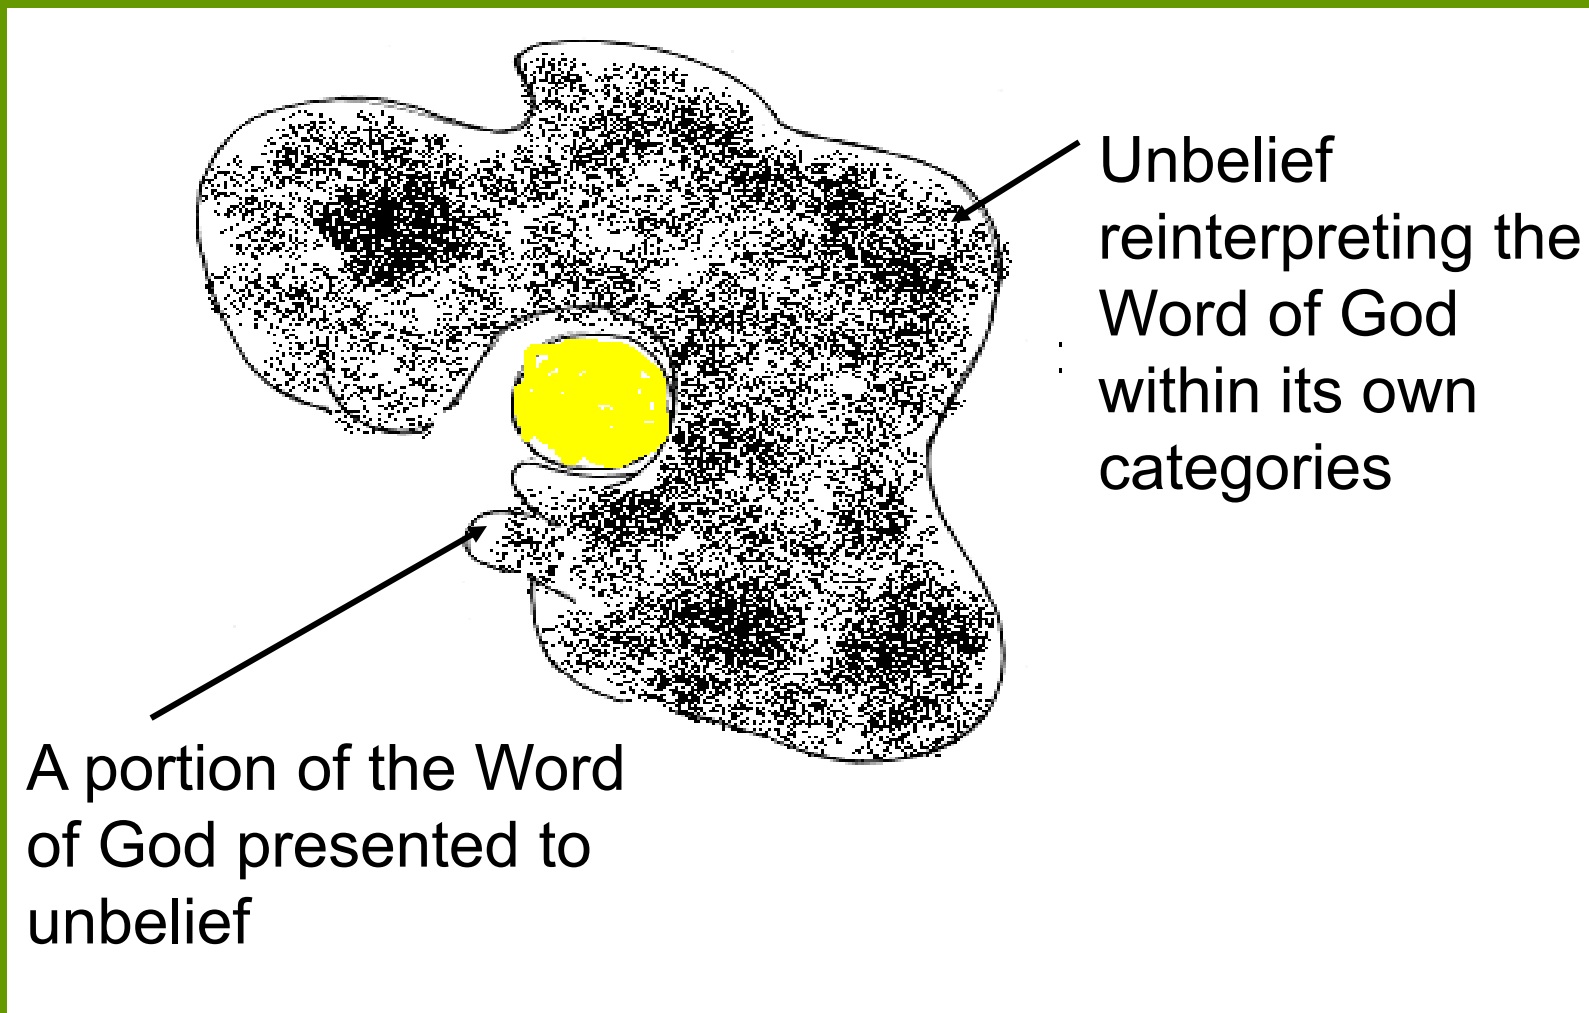 Unbelief
reinterpreting the
Word of God
within its own
categories
A portion of the Word
of God presented to
unbelief